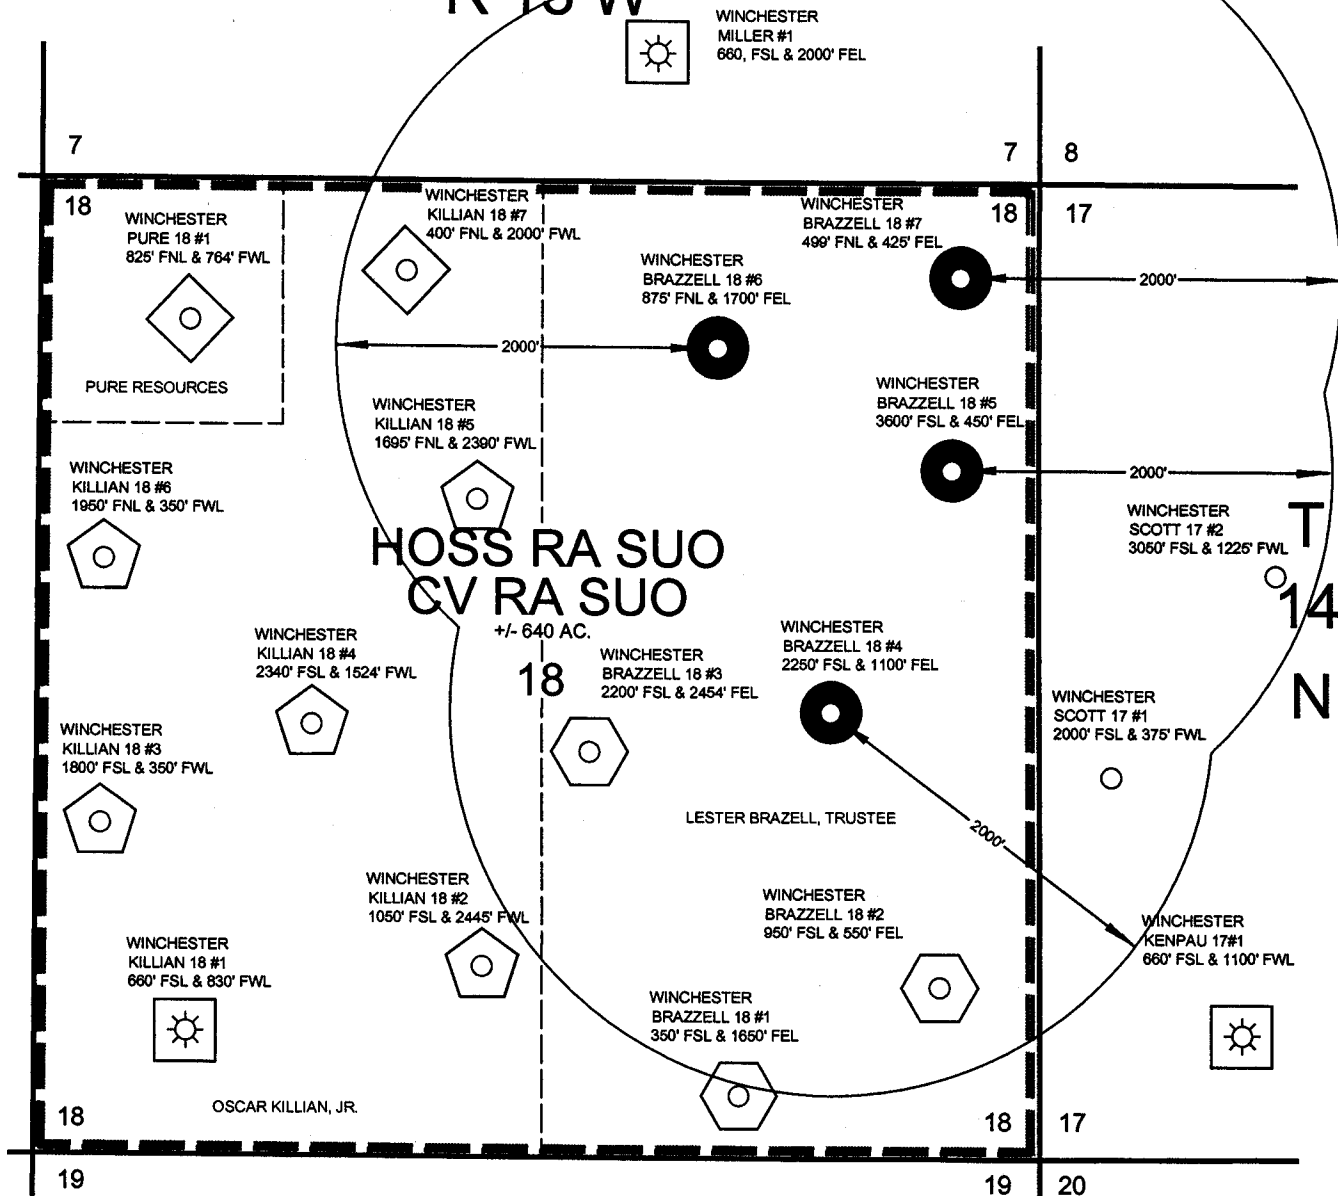 R 13 W
WINCHESTER
MILLER #1
660, FSL & 2000' FEL
7
7
8
18
18
17
WINCHESTER
PURE 18 #1
825' FNL & 764' FWL
PURE RESOURCES
WINCHESTER
KILLIAN 18 #7
400' FNL & 2000' FWL
WINCHESTER
BRAZZELL 18 #7
499' FNL & 425' FEL
2000'
WINCHESTER
BRAZZELL 18 #6
875' FNL & 1700' FEL
2000'
WINCHESTER
BRAZZELL 18 #5
3600' FSL & 450' FEL
2000'
WINCHESTER
KILLIAN 18 #5
1695' FNL & 2390' FWL
WINCHESTER
KILLIAN 18 #6
1950' FNL & 350' FWL
WINCHESTER
SCOTT 17 #2
3050' FSL & 1225' FWL
T
14
N
HOSS RA SUO
CV RA SUO
+/- 640 AC.
18
WINCHESTER
KILLIAN 18 #4
2340' FSL & 1524' FWL
WINCHESTER
BRAZZELL 18 #3
2200' FSL & 2454' FEL
WINCHESTER
BRAZZELL 18 #4
2250' FSL & 1100' FEL
WINCHESTER
SCOTT 17 #1
2000' FSL & 375' FWL
WINCHESTER
KILLIAN 18 #3
1800' FSL & 350' FWL
LESTER BRAZELL, TRUSTEE
2000'
WINCHESTER
KILLIAN 18 #2
1050' FSL & 2445' FWL
WINCHESTER
BRAZZELL 18 #2
950' FSL & 550' FEL
WINCHESTER
KENPAU 17#1
660' FSL & 1100' FWL
WINCHESTER
KILLIAN 18 #1
660' FSL & 830' FWL
WINCHESTER
BRAZZELL 18 #1
350' FSL & 1650' FEL
OSCAR KILLIAN, JR.
18
18
17
19
19
20